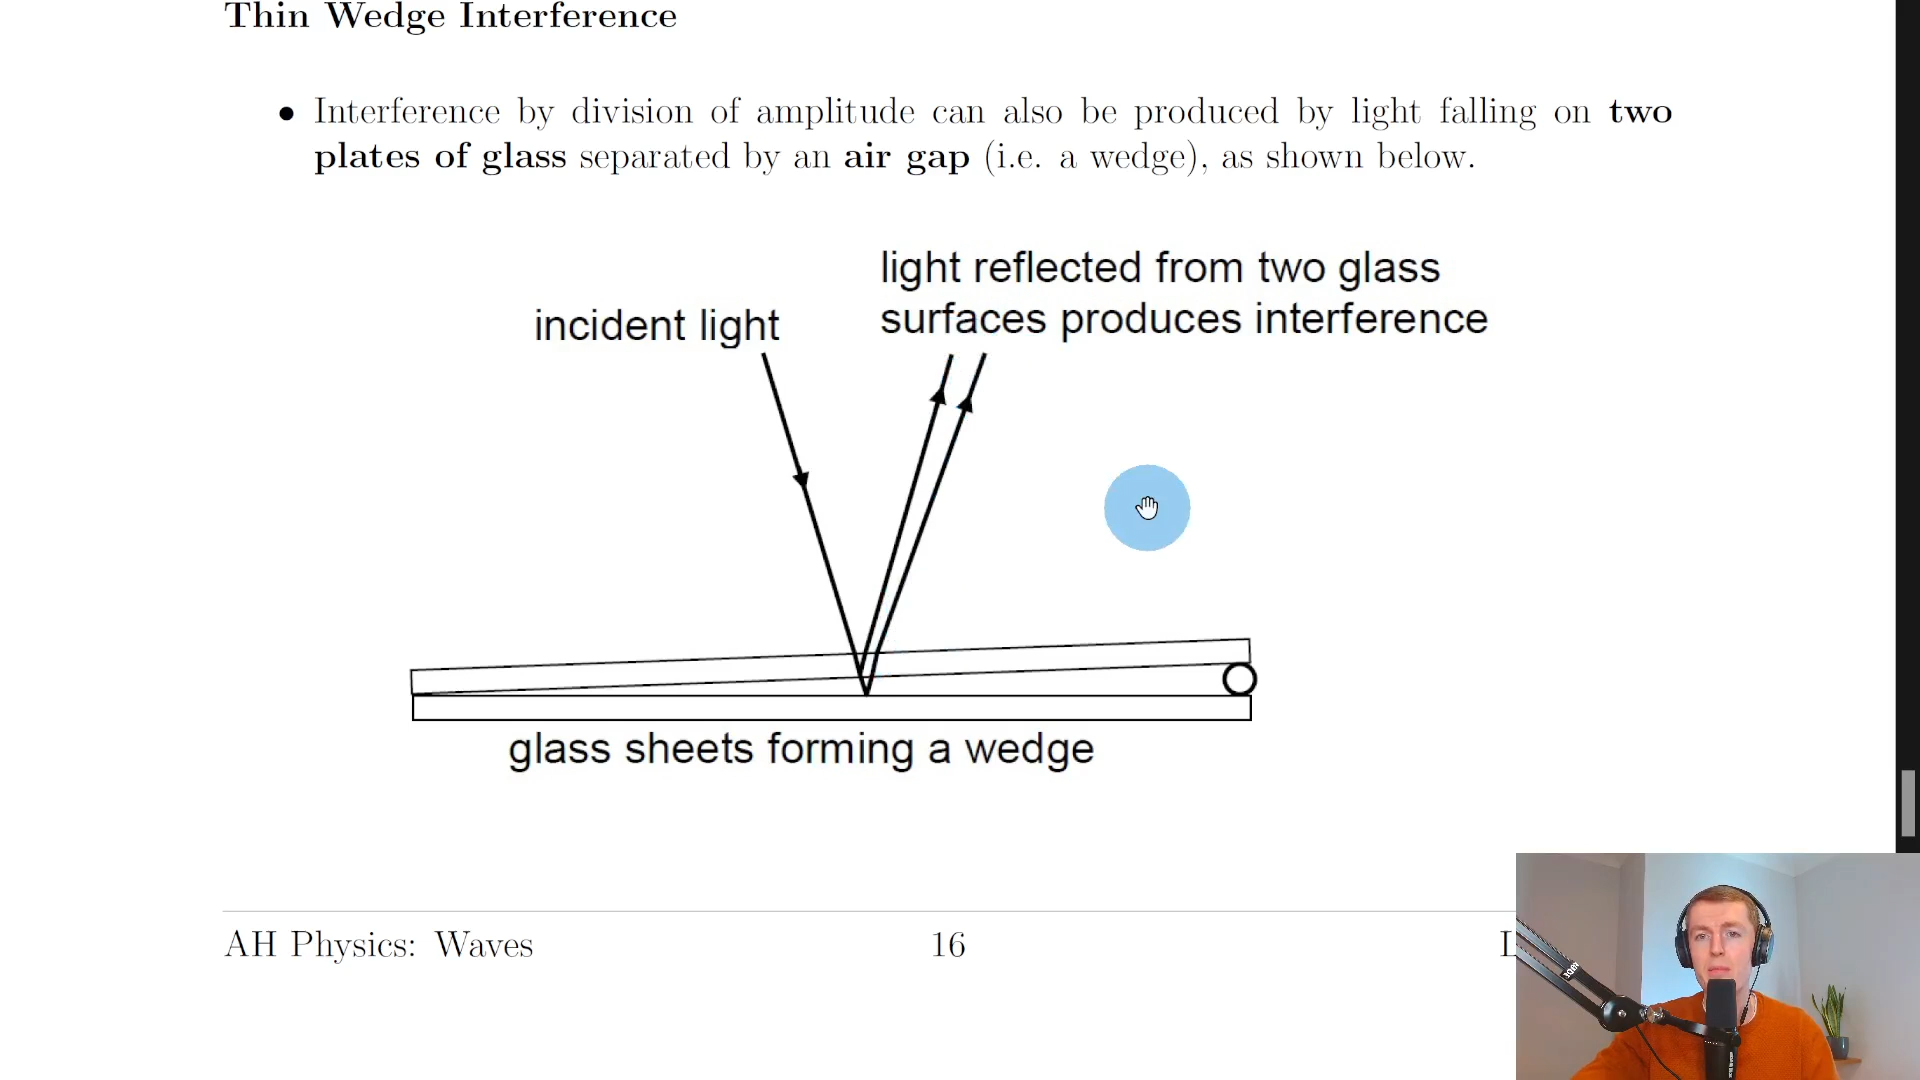 Thin Wedge Interference
• Interference by division of amplitude can also be produced by light falling on two
plates of glass separated by an air gap (i.e. a wedge), as shown below.
light reflected from two glass
surfaces produces interference
incident light
glass sheets forming a wedge
AH Physics: Waves
16